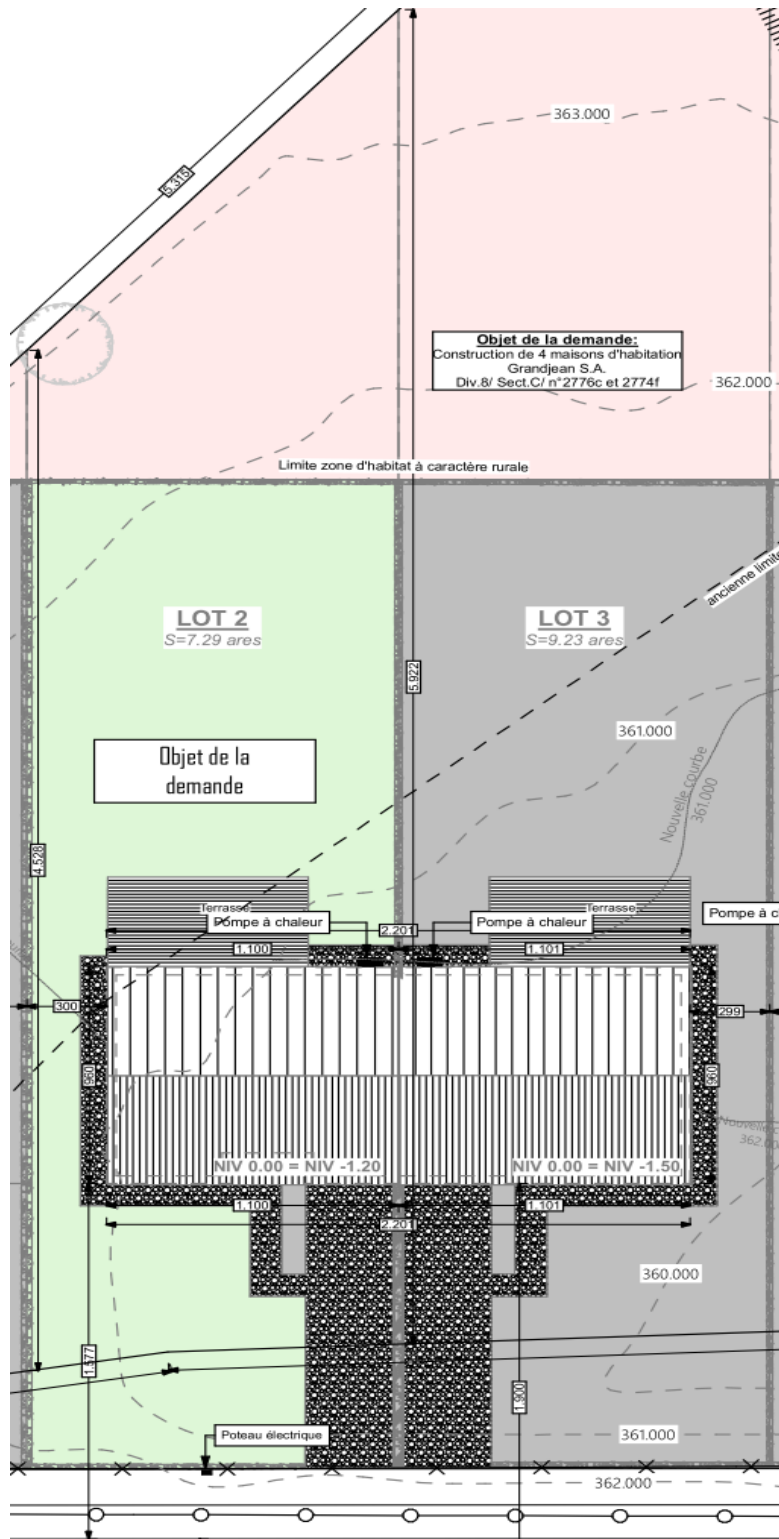 363.000
5.315
Objet de la demande:
Construction de 4 maisons d'habitation
Grandjean S.A.
Div.8/ Sect.C/ n°2776c et 2774f
362.000
Limite zone d'habitat à caractère rurale
ancienne limite
LOT 2
S=7.29 ares
LOT 3
S=9.23 ares
5.922
361.000
Objet de la
demande
Nouvelle courbe
361.000
4.528
Terrasse
Terrasse
Pompe à chaleur
Pompe à chaleur
Pompe à c
2.201
1.100
1.101
300
299
960
960
NIV 0.00 = NIV -1.20
NIV 0.00 = NIV -1.50
1.100
1.101
2.201
360.000
1.577
1.900
Poteau électrique
361.000
362.000